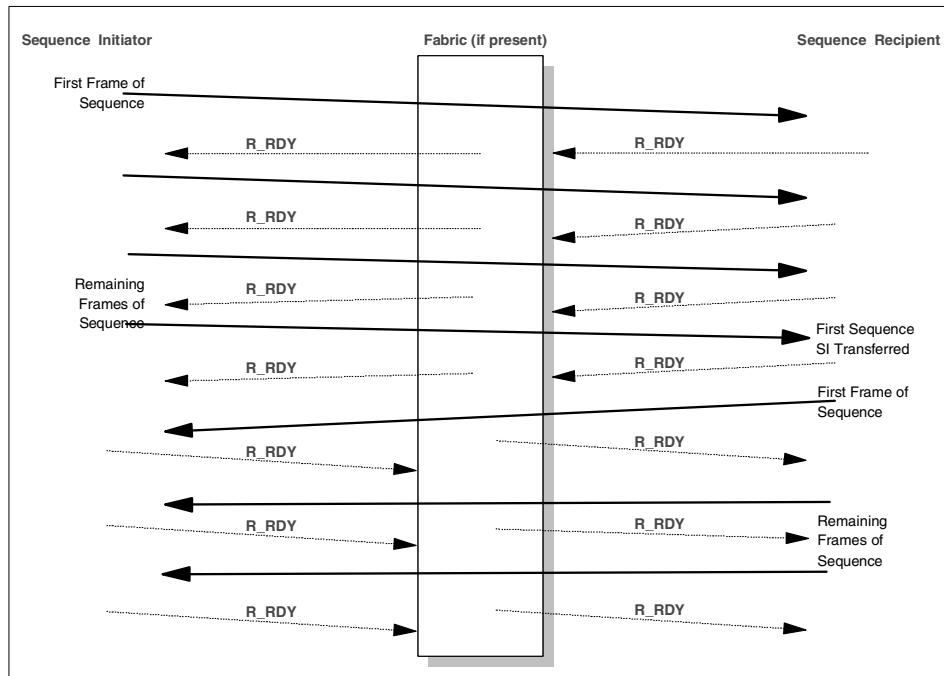 Sequence Initiator
Fabric (if present)
Sequence Recipient
First Frame of
Sequence
R_RDY
R_RDY
R_RDY
R_RDY
Remaining
Frames of
Sequence
R_RDY
R_RDY
First Sequence
SI Transferred
R_RDY
R_RDY
First Frame of
Sequence
R_RDY
R_RDY
R_RDY
R_RDY
Remaining
Frames of
Sequence
R_RDY
R_RDY